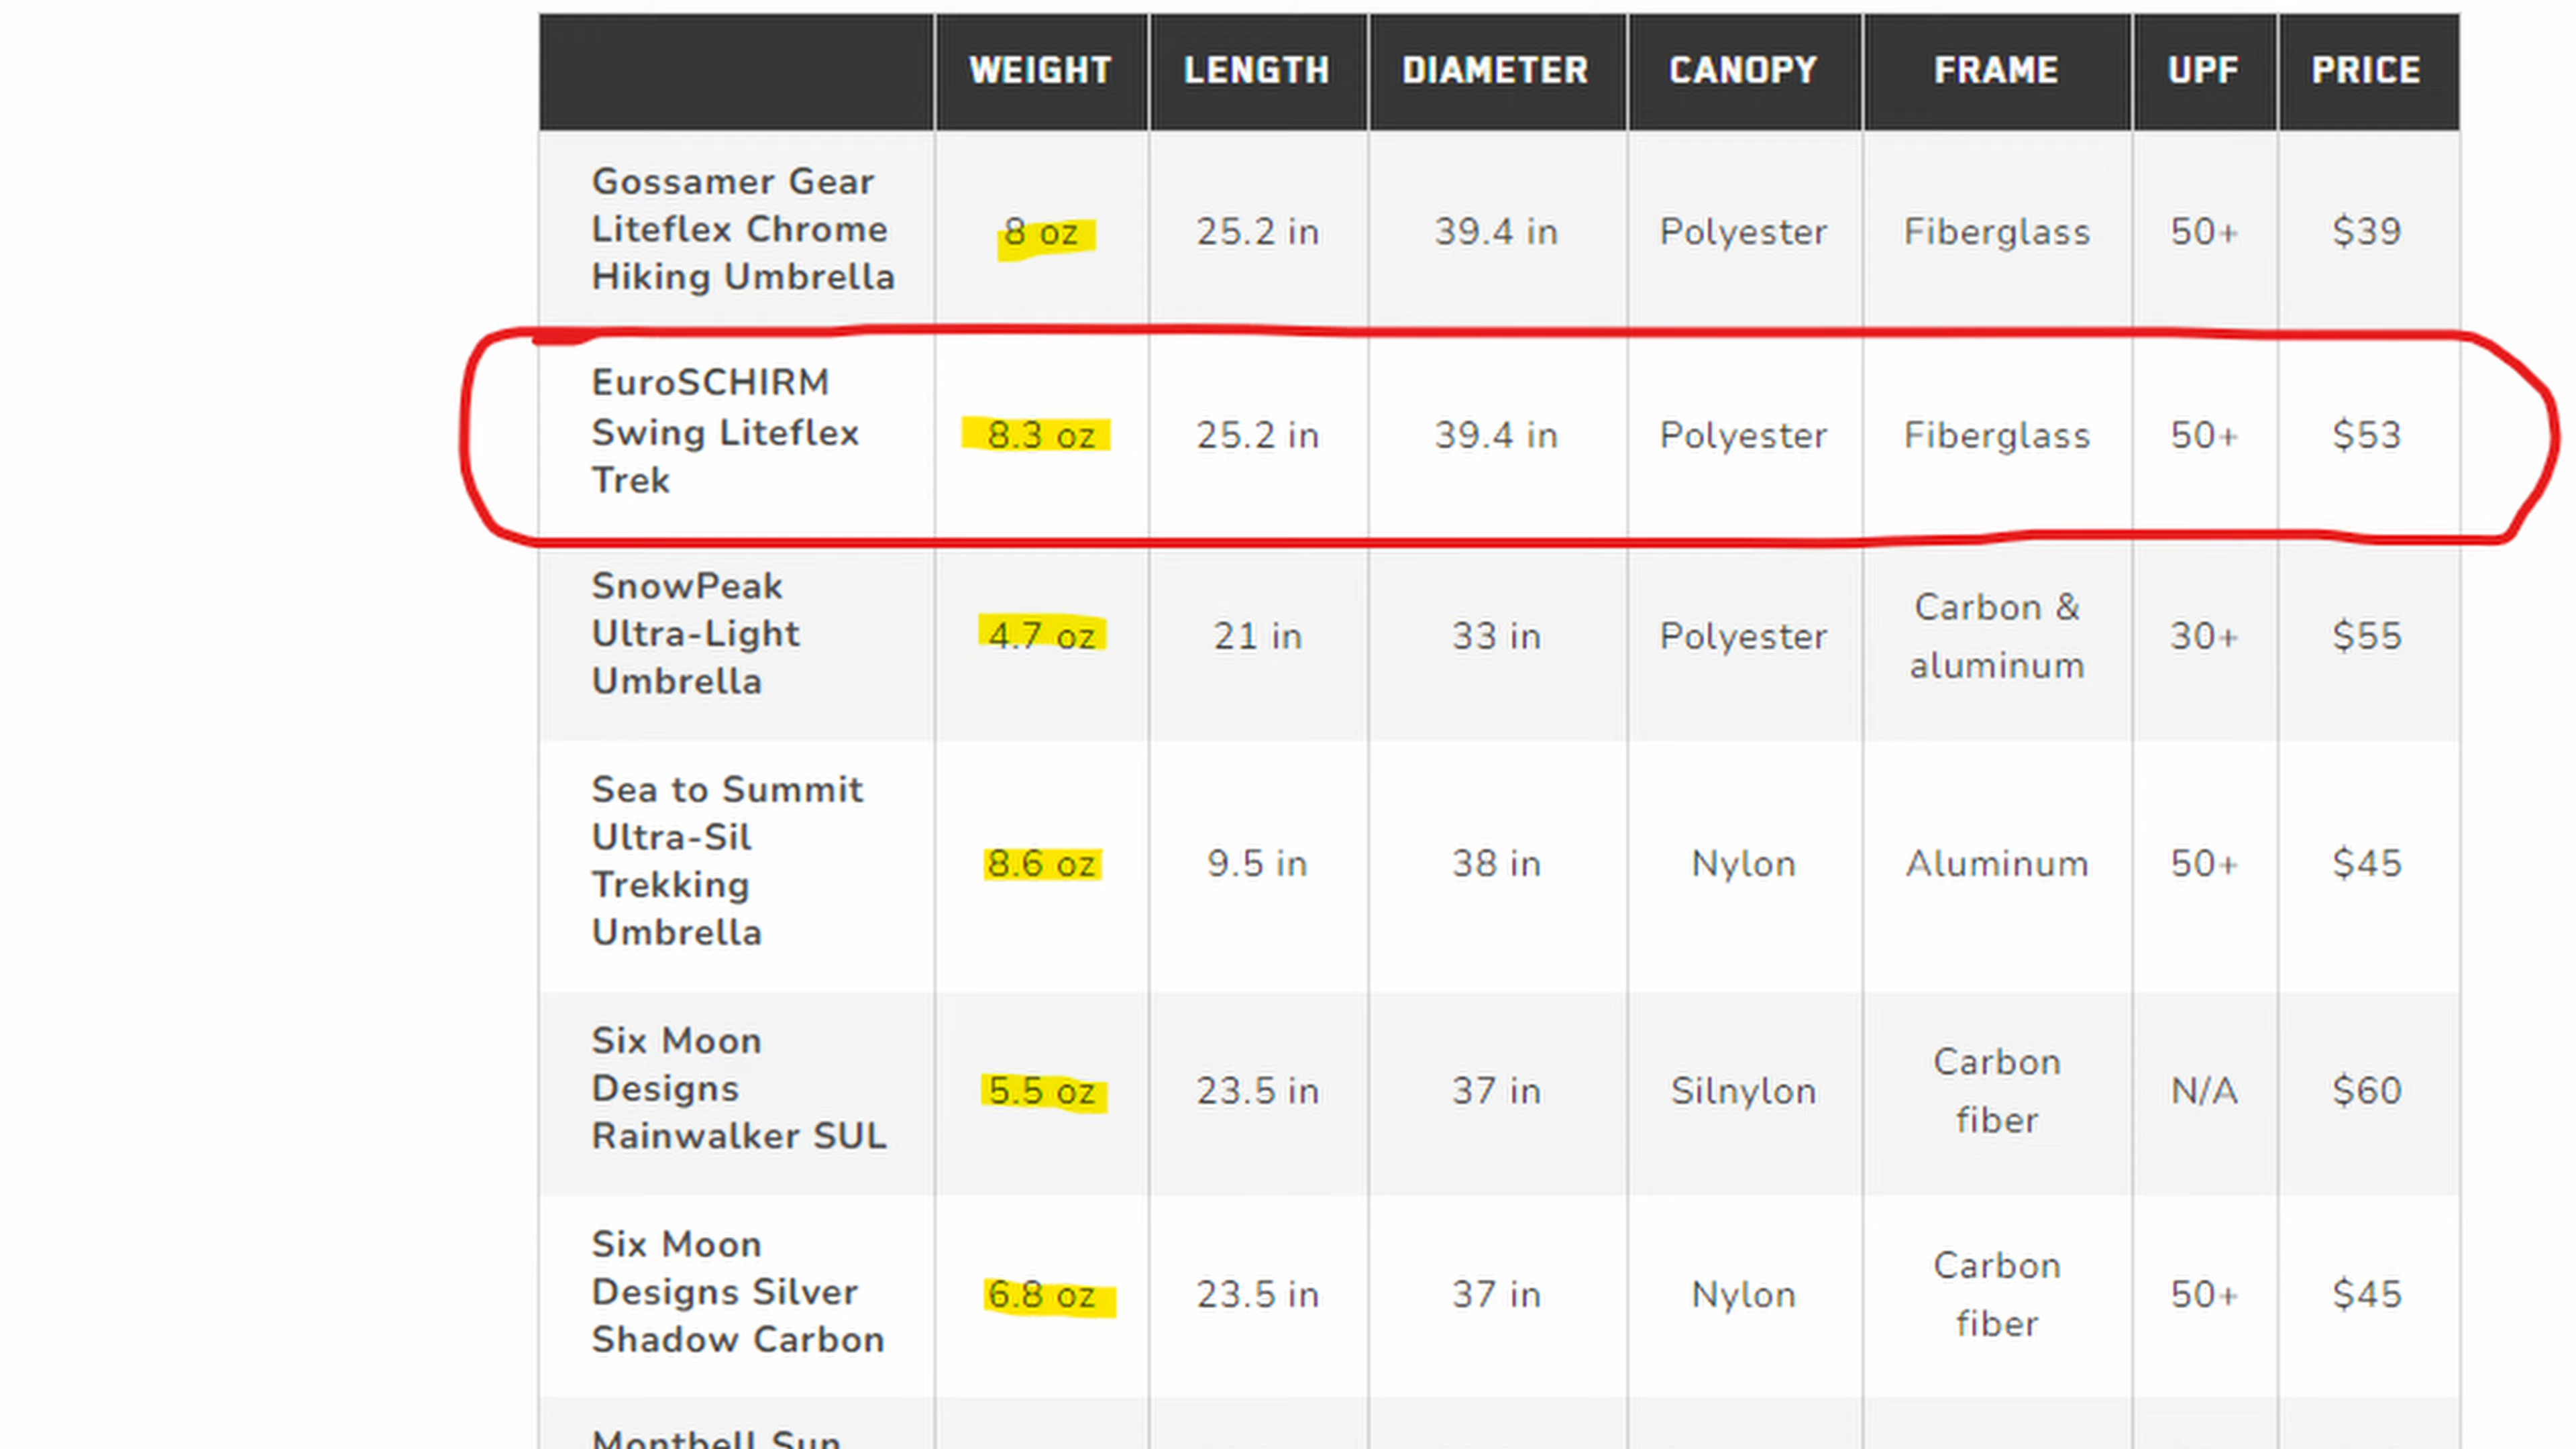 WEIGHT LENGTH DIAMETER CANOPY FRAME UPF PRICE
Gossamer Gear
Liteflex Chrome
Hiking Umbrella
8 oz 25.2 in 39.4 in Polyester Fiberglass 50+ $39
EuroSCHIRM
Swing Liteflex
Trek
8.3 oz 25.2 in 39.4 in Polyester Fiberglass 50+ $53
SnowPeak
Ultra-Light
Umbrella
4.7 oz 21 in 33 in Polyester Carbon &
aluminum
30+ $55
Sea to Summit
Ultra-Sil
Trekking
Umbrella
8.6 oz 9.5 in 38 in Nylon Aluminum 50+ $45
Six Moon
Designs
Rainwalker SUL
5.5 oz 23.5 in 37 in Silnylon Carbon
fiber
N/A $60
Six Moon
Designs Silver
Shadow Carbon
6.8 oz 23.5 in 37 in Nylon Carbon
fiber
50+ $45
Montbell Sun